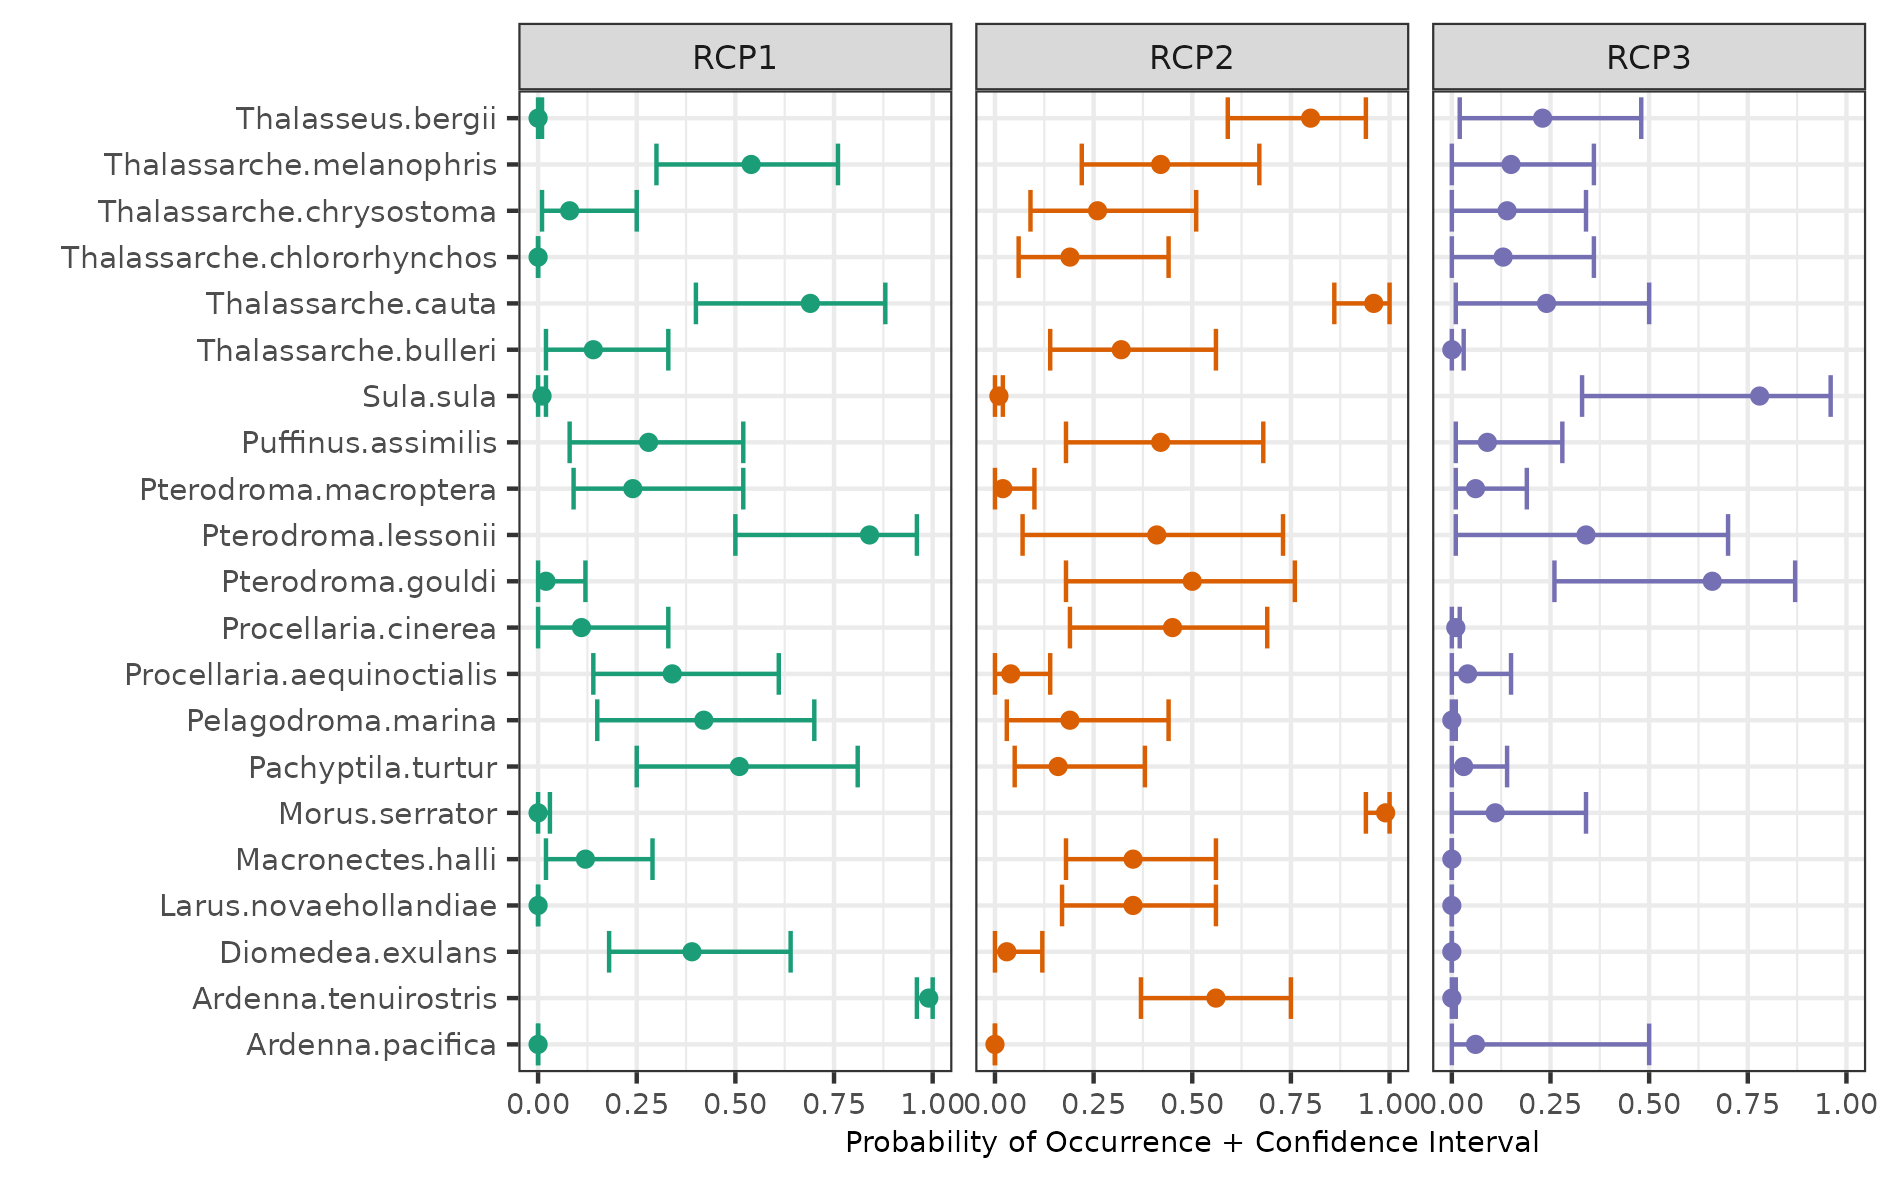 RCP1 RCP2 RCP3
Thalasseus.bergii
Thalassarche.melanophris
Thalassarche.chrysostoma
Thalassarche.chlororhynchos
Thalassarche.cauta
Thalassarche.bulleri
Sula.sula
Puffinus.assimilis
Pterodroma.macroptera
Pterodroma.lessonii
Pterodroma.gouldi
Procellaria.cinerea
Procellaria.aequinoctialis
Pelagodroma.marina
Pachyptila.turtur
Morus.serrator
Macronectes.halli
Larus.novaehollandiae
Diomedea.exulans
Ardenna.tenuirostris
Ardenna.pacifica
0.00 0.25 0.50 0.75 1.00 0.00 0.25 0.50 0.75 1.00 0.00 0.25 0.50 0.75 1.00
Probability of Occurrence + Confidence Interval